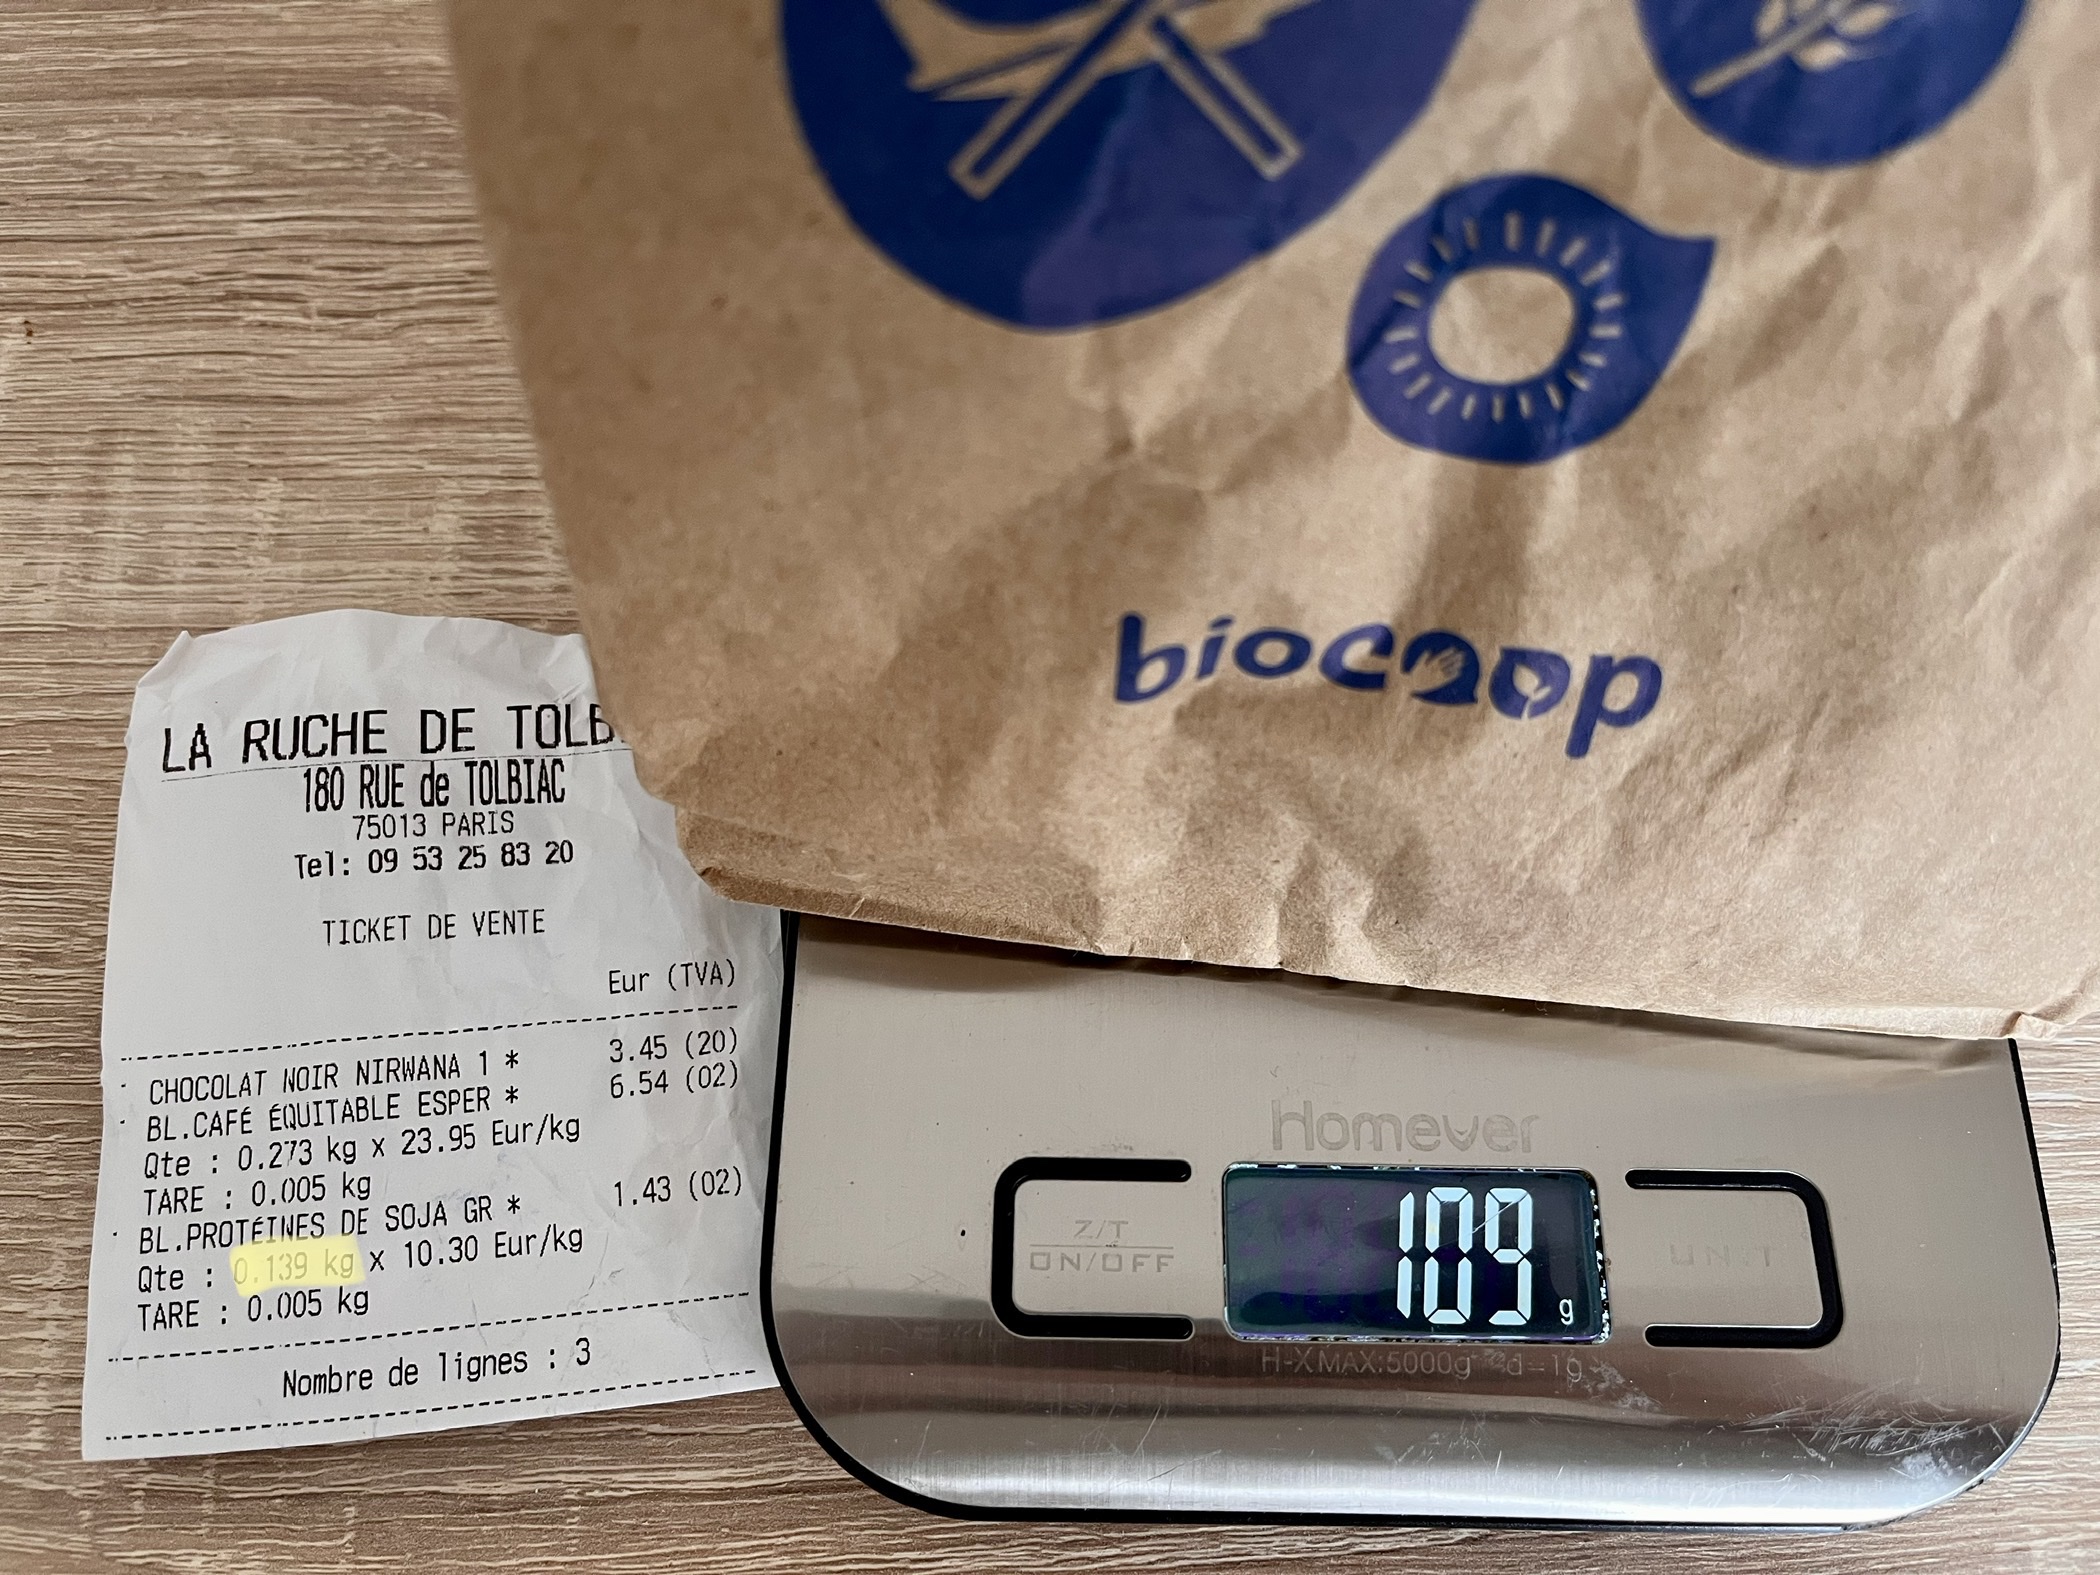 biocoop
LA RUCHE DE TOLB
180 RUE de TOLBIAC
75013 PARIS
Tel: 09 53 25 83 20
TICKET DE VENTE
Eur (TVA)
CHOCOLAT NOIR NIRWANA 1 * 3.45 (20)
BL.CAFÉ ÉQUITABLE ESPER * 6.54 (02)
Qte : 0.273 kg x 23.95 Eur/kg
TARE : 0.005 kg
BL.PROTÉINES DE SOJA GR * 1.43 (02)
Qte : 0.139 kg x 10.30 Eur/kg
TARE : 0.005 kg
Nombre de lignes : 3
Homever
Z/T
ON/OFF
109 g
UNIT
H-X MAX:5000g d=1g